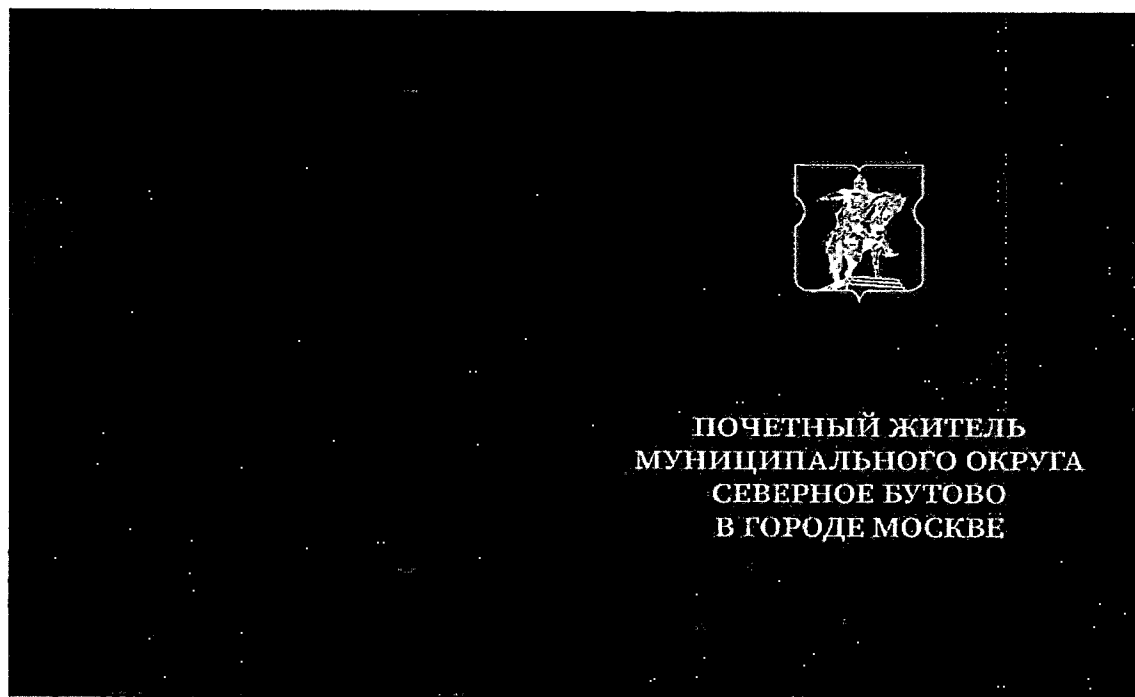 ПОЧЕТНЫЙ ЖИТЕЛЬ
МУНИЦИПАЛЬНОГО ОКРУГА
СЕВЕРНОЕ БУТОВО
В ГОРОДЕ МОСКВЕ